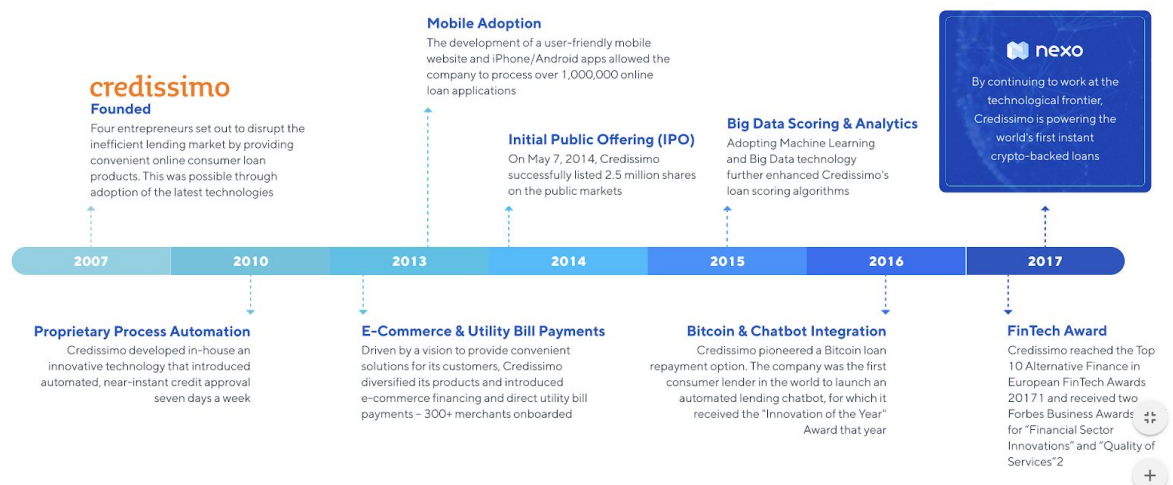 credissimo
Founded
Four entrepreneurs set out to disrupt the
inefficient lending market by providing
convenient online consumer loan
products. This was possible through
adoption of the latest technologies
Mobile Adoption
The development of a user-friendly mobile
website and iPhone/Android apps allowed the
company to process over 1,000,000 online
loan applications
Initial Public Offering (IPO)
On May 7, 2014, Credissimo
successfully listed 2.5 million shares
on the public markets
Big Data Scoring & Analytics
Adopting Machine Learning
and Big Data technology
further enhanced Credissimo's
loan scoring algorithms
nexo
By continuing to work at the
technological frontier,
Credissimo is powering the
world's first instant
crypto-backed loans
2007 2010 2013 2014 2015 2016 2017
Proprietary Process Automation
Credissimo developed in-house an
innovative technology that introduced
automated, near-instant credit approval
seven days a week
E-Commerce & Utility Bill Payments
Driven by a vision to provide convenient
solutions for its customers, Credissimo
diversified its products and introduced
e-commerce financing and direct utility bill
payments – 300+ merchants onboarded
Bitcoin & Chatbot Integration
Credissimo pioneered a Bitcoin loan
repayment option. The company was the first
consumer lender in the world to launch an
automated lending chatbot, for which it
received the "Innovation of the Year"
Award that year
FinTech Award
Credissimo reached the Top
10 Alternative Finance in
European FinTech Awards
20171 and received two
Forbes Business Awards
for "Financial Sector
Innovations" and "Quality of
Services"2